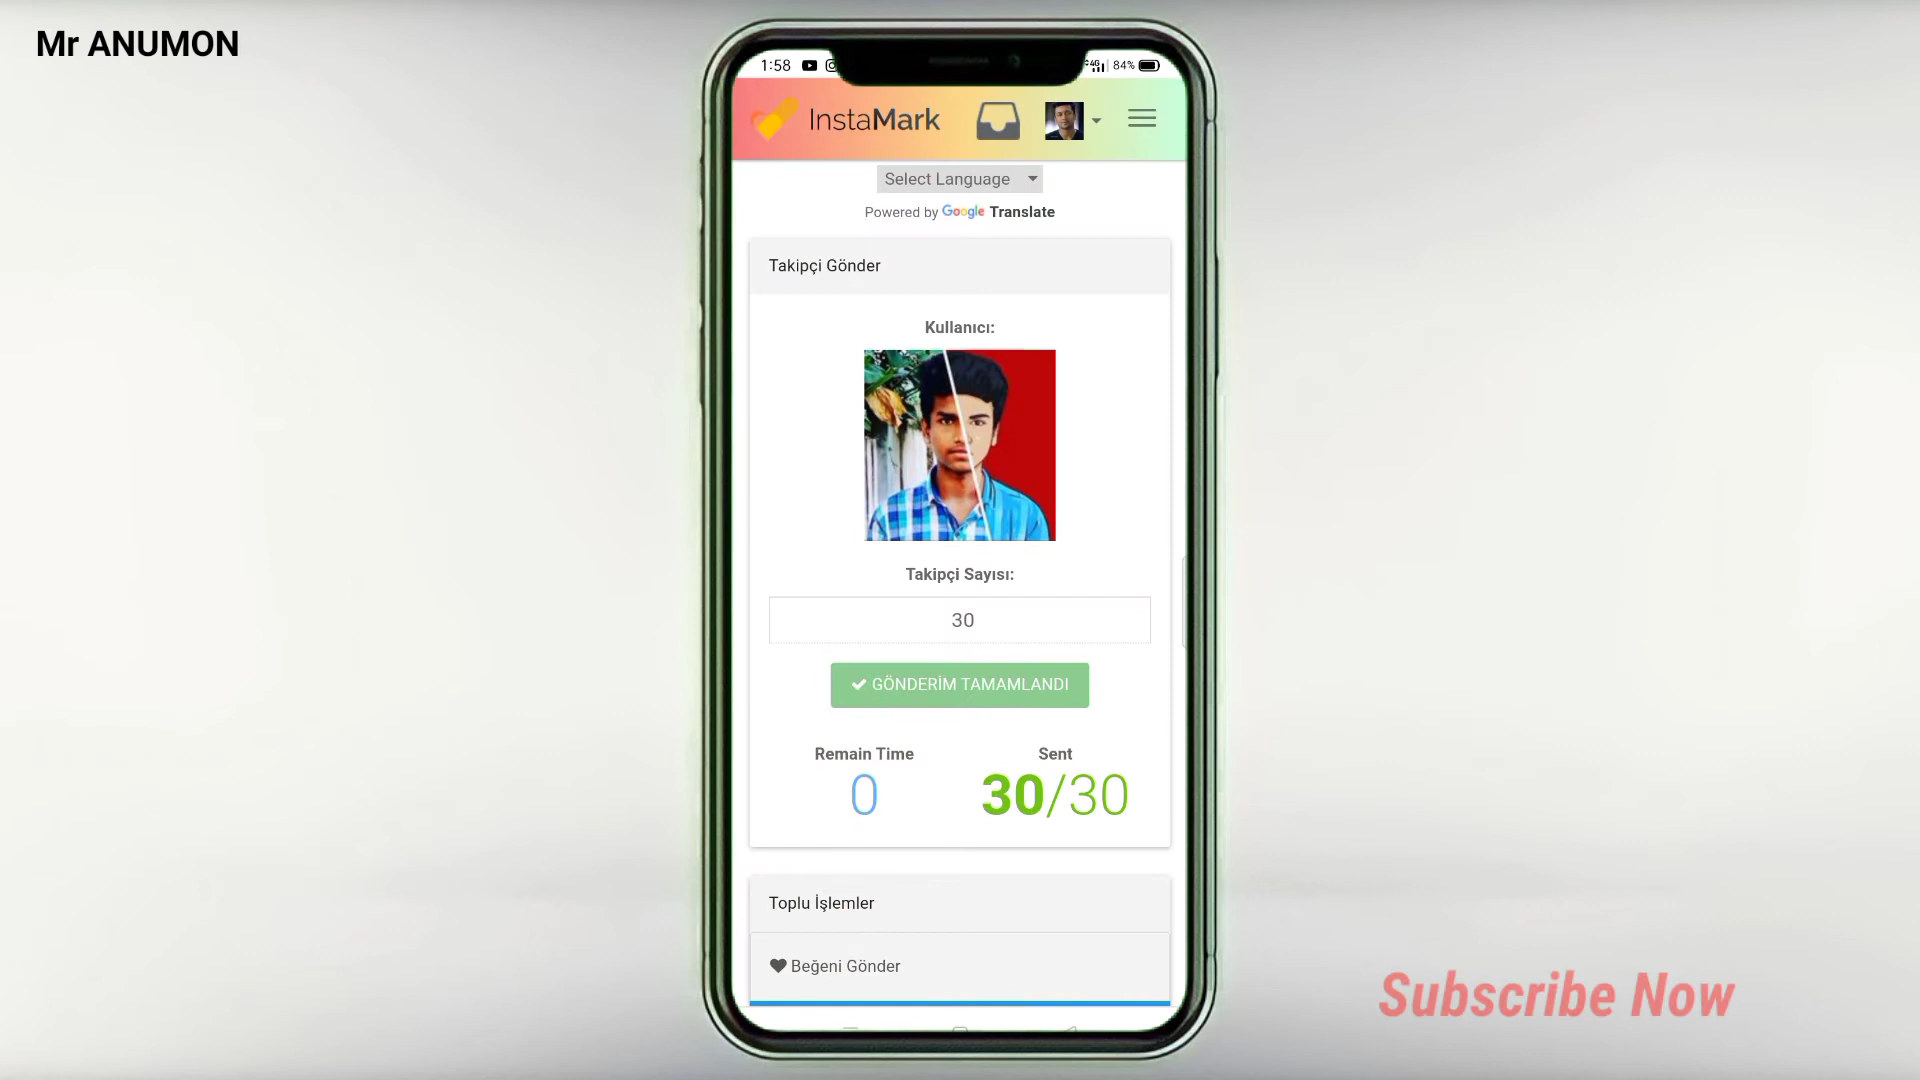 Mr ANUMON
1:58
4G 84%
InstaMark
Select Language
Powered by Google Translate
Takipçi Gönder
Kullanıcı:
Takipçi Sayısı:
30
GÖNDERİM TAMAMLANDI
Remain Time
Sent
0
30/30
Toplu İşlemler
Beğeni Gönder
Subscribe Now